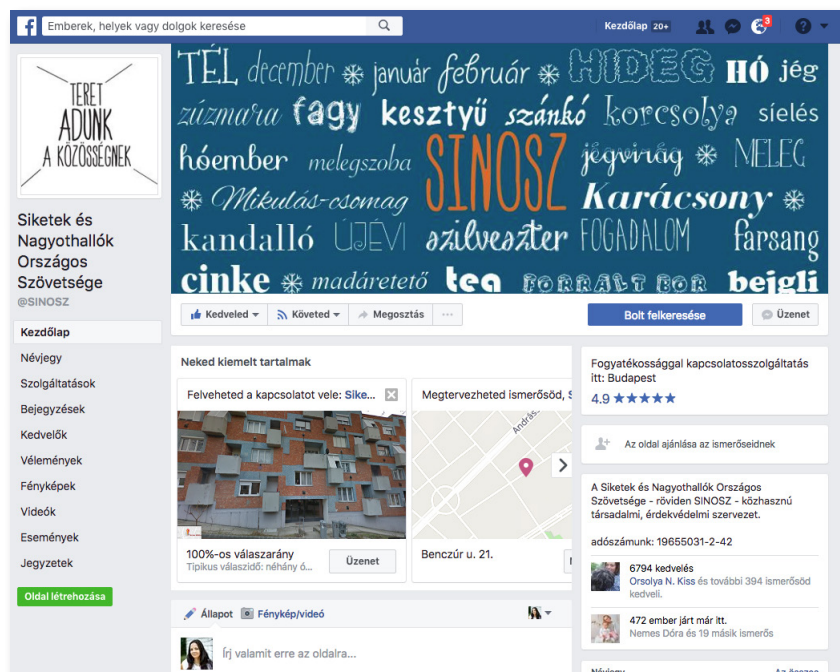 Emberek, helyek vagy dolgok keresése
Kezdőlap 20+
3
TERET
ADUNK
A KÖZÖSSÉGNEK
TÉL december január február HIDEG HÓ jég
zúzmara fagy kesztyű szánkó korcsolya síelés
hóember melegszoba SINOSZ jégvirág MELEG
Mikulás-csomag Karácsony
kandalló ÚJÉVI szilveszter FOGADALOM farsang
cinke madáretető tea FORRALT BOR bejgli
Siketek és
Nagyothallók
Országos
Szövetsége
@SINOSZ
Kezdőlap
Névjegy
Szolgáltatások
Bejegyzések
Kedvelők
Vélemények
Fényképek
Videók
Események
Jegyzetek
Oldal létrehozása
Kedveled
Követed
Megosztás
Bolt felkeresése
Üzenet
Neked kiemelt tartalmak
Felveheted a kapcsolatot vele: Sike...
100%-os válaszarány
Tipikus válaszidő: néhány ó...
Üzenet
Megtervezheted ismerősöd, S
András
Benczúr u. 21.
Állapot
Fénykép/videó
Írj valamit erre az oldalra...
Fogyatékossággal kapcsolatosszolgáltatás
itt: Budapest
4.9 ★★★★★
Az oldal ajánlása az ismerőseidnek
A Siketek és Nagyothallók Országos
Szövetsége - röviden SINOSZ - közhasznú
társadalmi, érdekvédelmi szervezet.
adószámunk: 19655031-2-42
6794 kedvelés
Orsolya N. Kiss és további 394 ismerősöd
kedveli.
472 ember járt már itt.
Nemes Dóra és 19 másik ismerős
Névjegy
Az összes